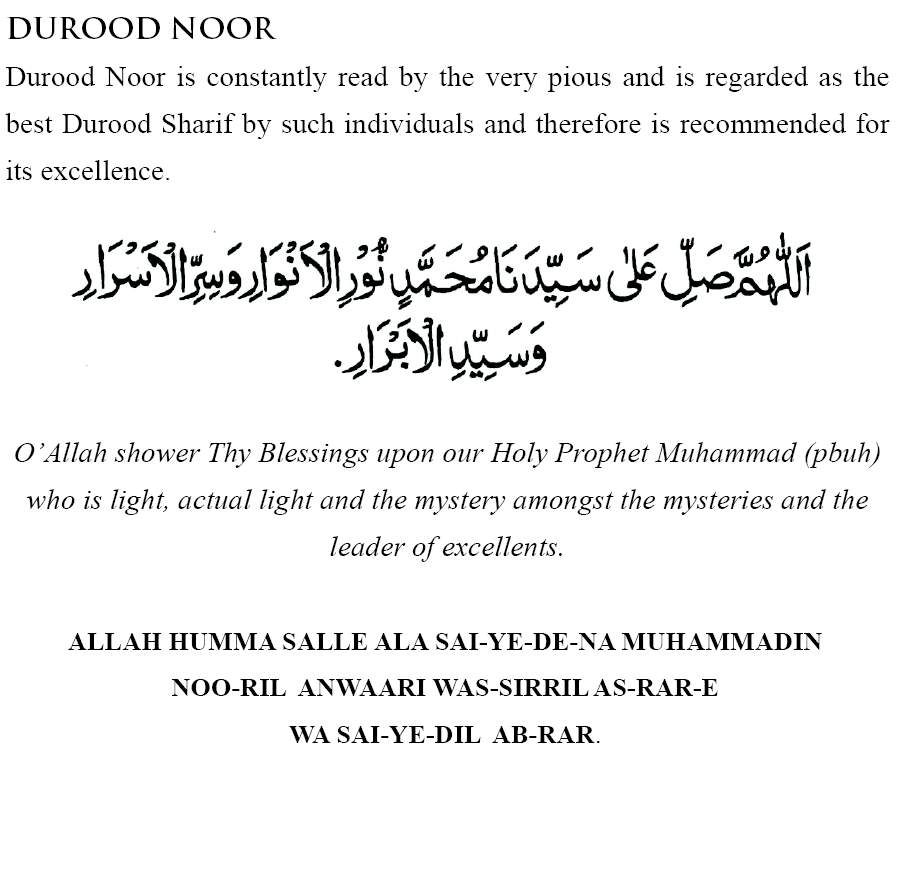 DUROOD NOOR
Durood Noor is constantly read by the very pious and is regarded as the
best Durood Sharif by such individuals and therefore is recommended for
its excellence.
اَللّٰهُمَّ صَلِّ عَلٰى سَيِّدَنَا مُحَمَّدٍ نُوْرِ الْاَنْوَارِ وَسِرِّ الْاَسْرَارِ
وَسَيِّدِ الْاَبْرَارِ.
O’Allah shower Thy Blessings upon our Holy Prophet Muhammad (pbuh)
who is light, actual light and the mystery amongst the mysteries and the
leader of excellents.
ALLAH HUMMA SALLE ALA SAI-YE-DE-NA MUHAMMADIN
NOO-RIL ANWAARI WAS-SIRRIL AS-RAR-E
WA SAI-YE-DIL AB-RAR.